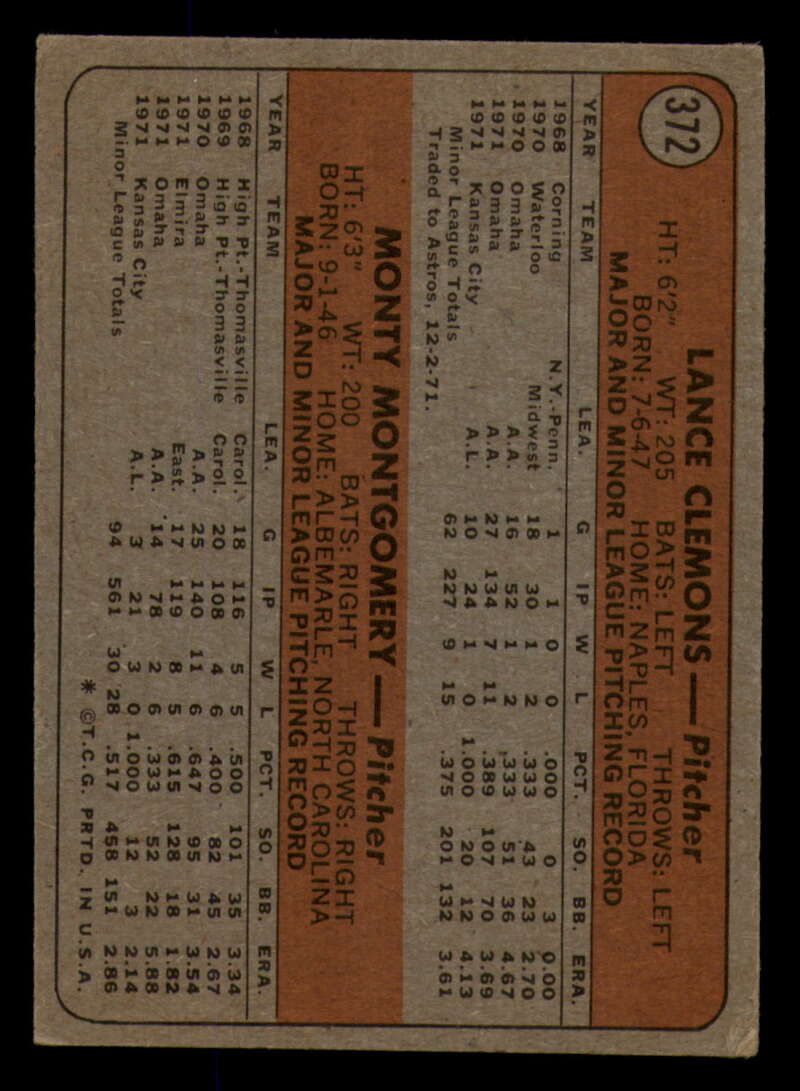 372
LANCE CLEMONS — Pitcher
HT: 6'2" WT: 205 BATS: LEFT THROWS: LEFT
BORN: 7-6-47 HOME: NAPLES, FLORIDA
MAJOR AND MINOR LEAGUE PITCHING RECORD
YEAR TEAM LEA. G IP W L PCT. SO. BB. ERA.
1968 Corning N.Y.-Penn. 1 1 0 0 .000 0 3 0.00
1970 Waterloo Midwest 18 30 1 2 .333 43 23 2.70
1970 Omaha A.A. 16 52 1 2 .333 51 36 4.67
1971 Omaha A.A. 27 134 7 11 .389 107 70 3.69
1971 Kansas City A.L. 10 24 1 0 1.000 20 12 4.13
Minor League Totals 62 227 9 15 .375 201 132 3.61
Traded to Astros, 12-2-71.
MONTY MONTGOMERY — Pitcher
HT: 6'3" WT: 200 BATS: RIGHT THROWS: RIGHT
BORN: 9-1-46 HOME: ALBEMARLE, NORTH CAROLINA
MAJOR AND MINOR LEAGUE PITCHING RECORD
YEAR TEAM LEA. G IP W L PCT. SO. BB. ERA.
1968 High Pt.-Thomasville Carol. 18 116 5 5 .500 101 35 3.34
1969 High Pt.-Thomasville Carol. 20 108 4 6 .400 82 45 2.67
1970 Omaha A.A. 25 140 11 6 .647 95 31 3.54
1971 Elmira East. 17 119 8 5 .615 128 18 1.82
1971 Omaha A.A. 14 78 2 6 .333 52 22 5.88
1971 Kansas City A.L. 3 21 3 0 1.000 12 3 2.14
Minor League Totals 94 561 30 28 .517 458 151 2.86
* ©T.C.G. PRTD. IN U.S.A.